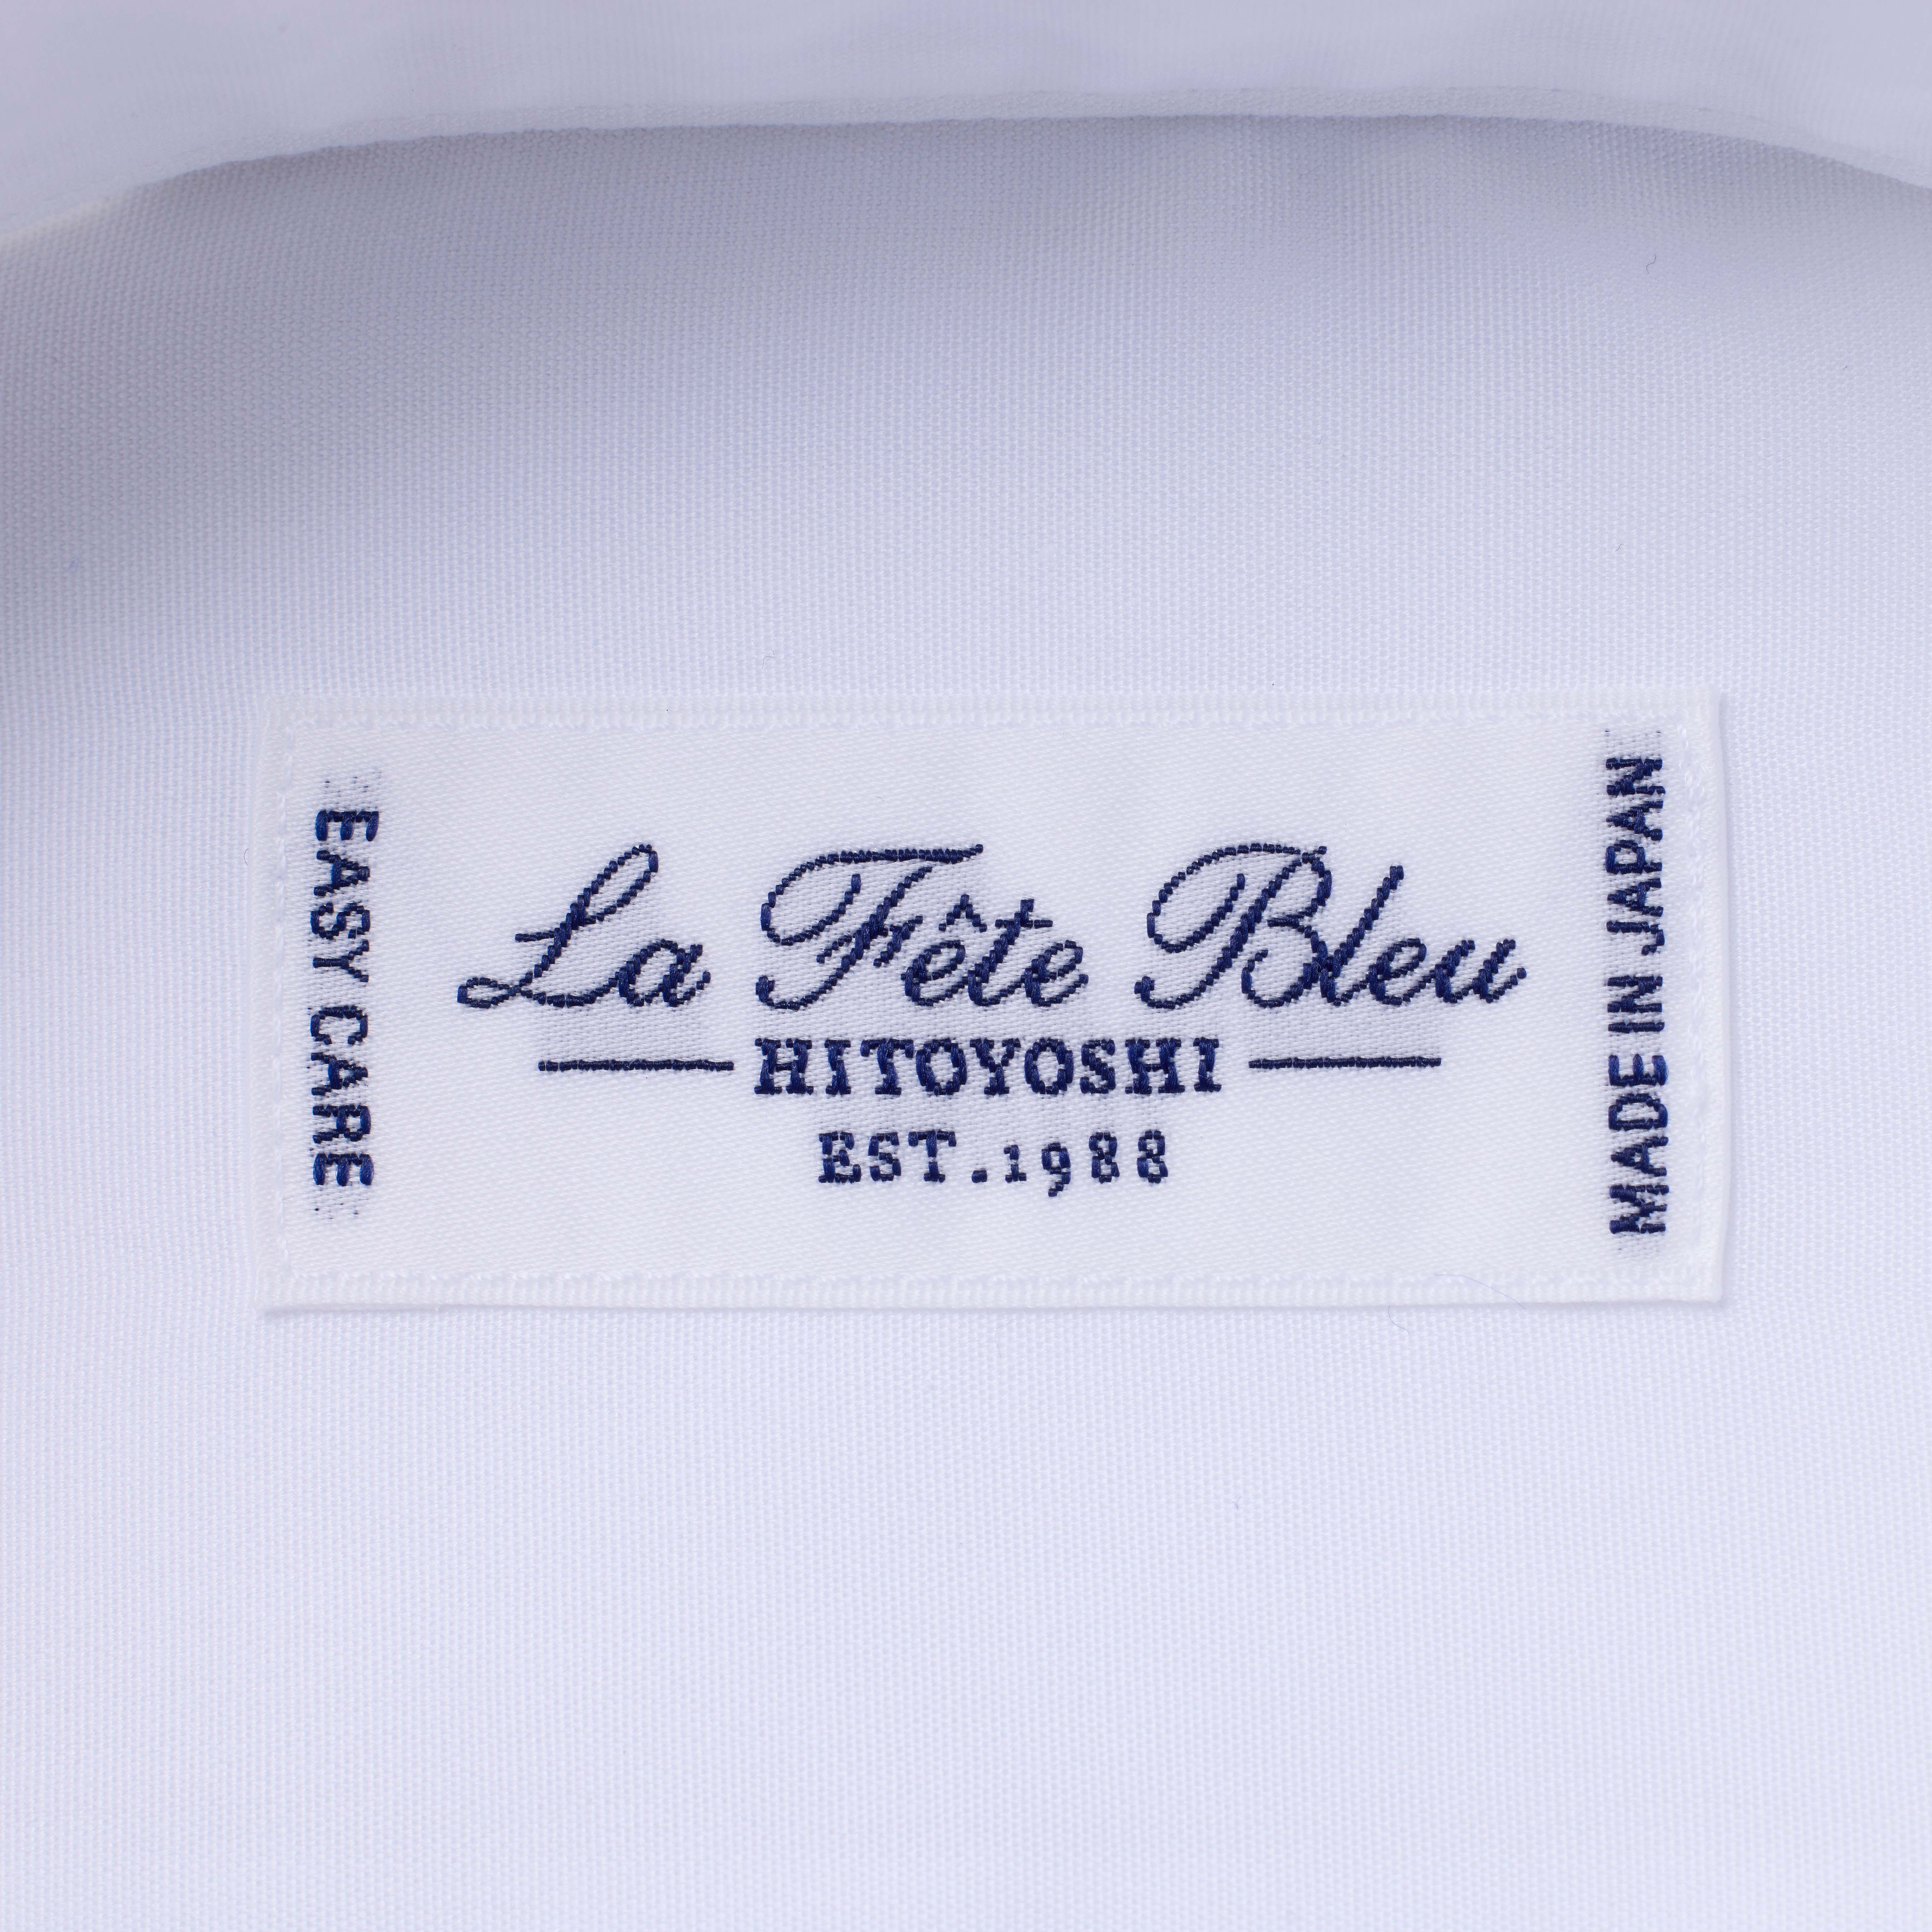 EASY CARE
La Fête Bleu
HITOYOSHI
EST.1988
MADE IN JAPAN